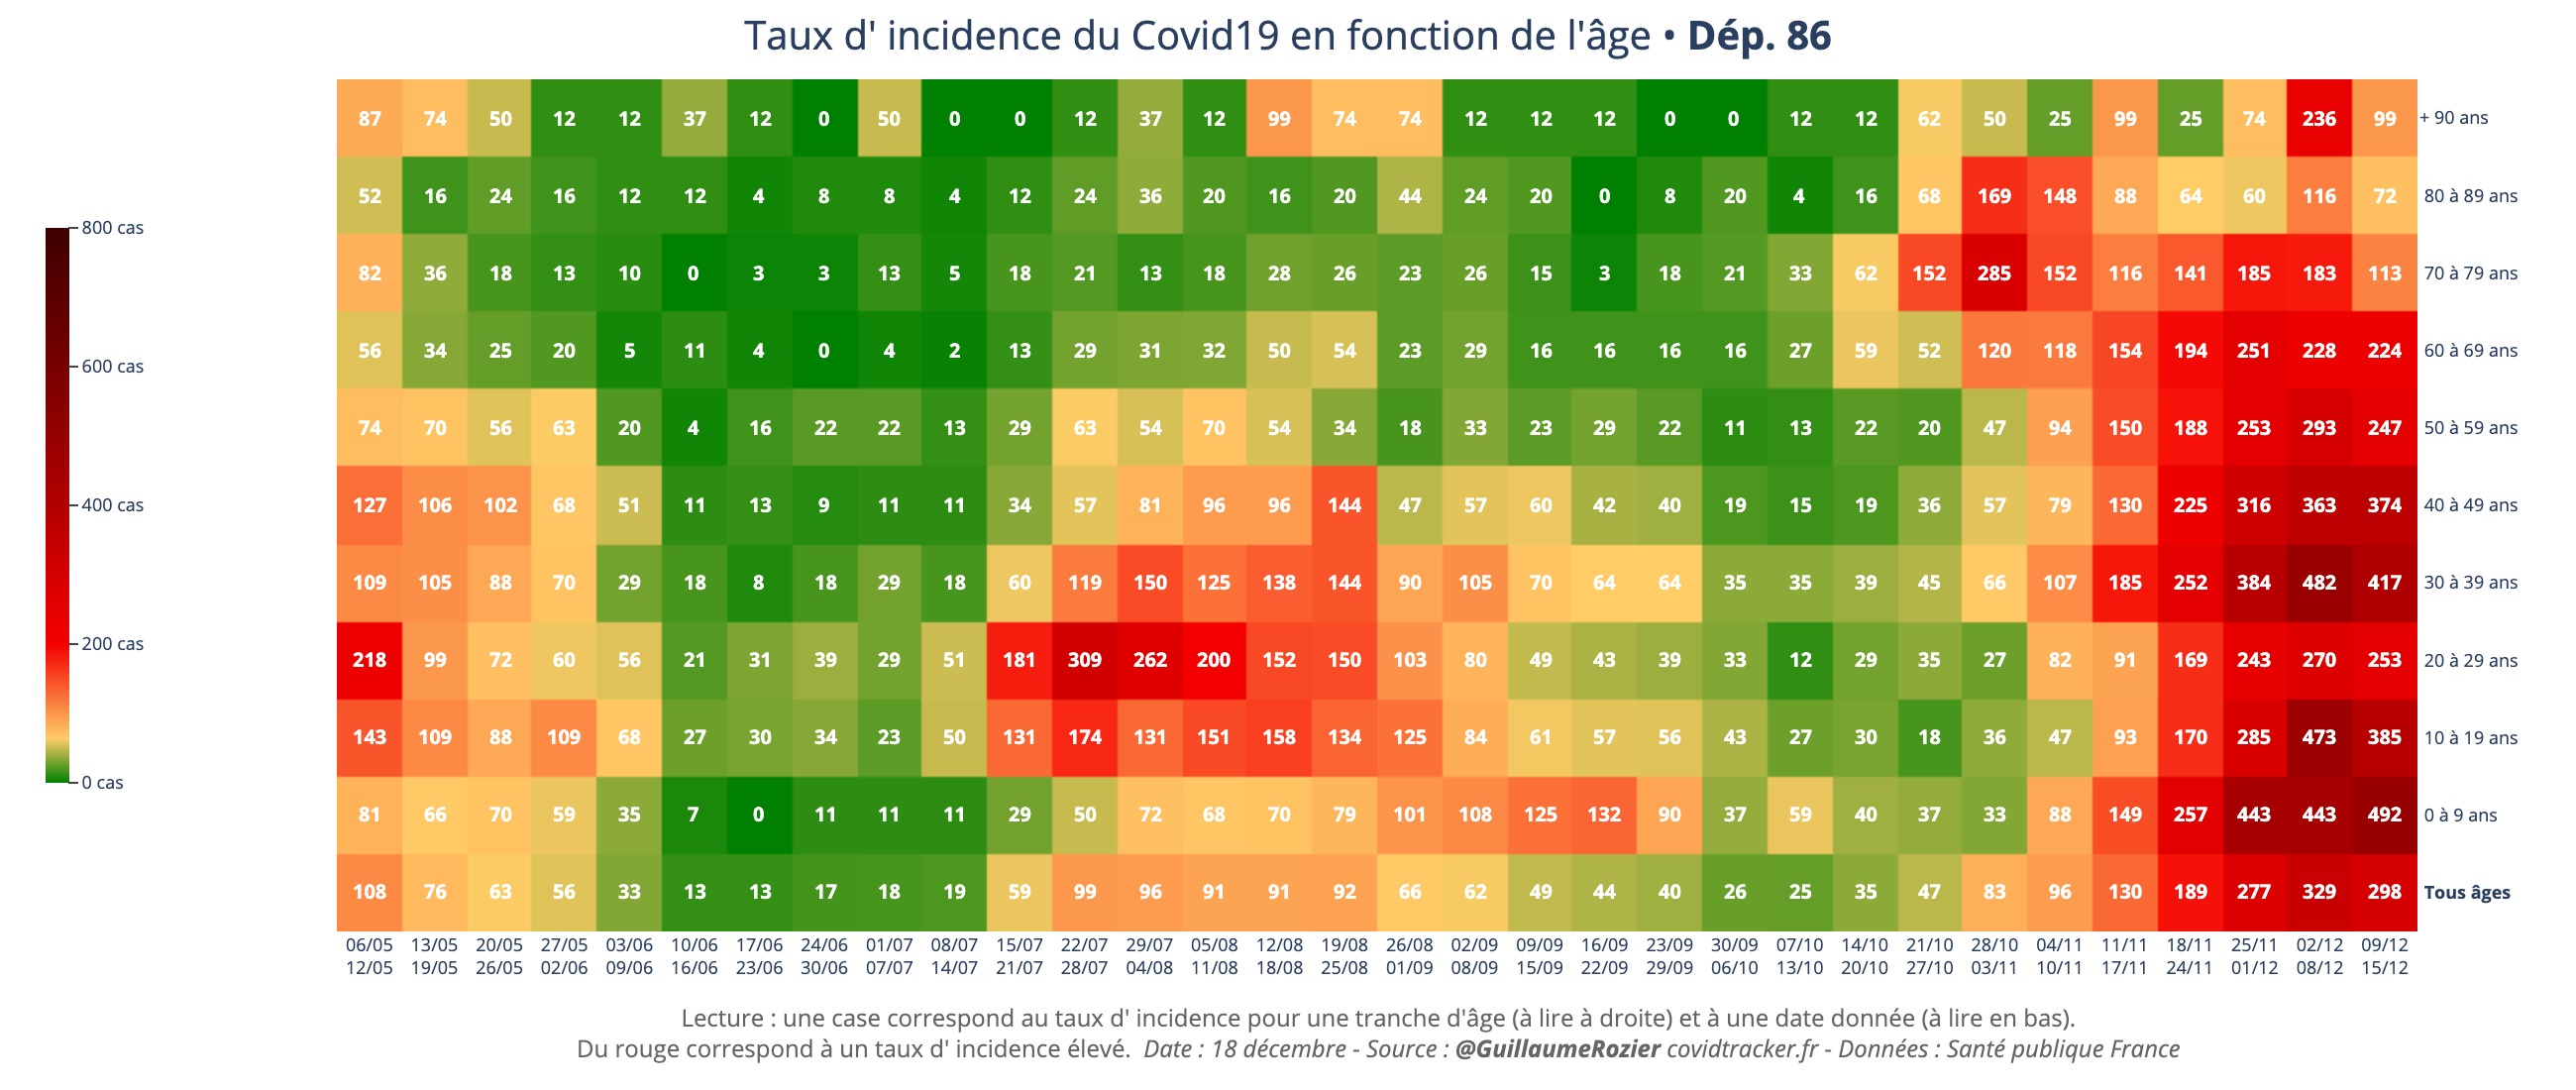 Taux d' incidence du Covid19 en fonction de l'âge • Dép. 86
87 74 50 12 12 37 12 0 50 0 0 12 37 12 99 74 74 12 12 12 0 0 12 12 62 50 25 99 25 74 236 99 + 90 ans
52 16 24 16 12 12 4 8 8 4 12 24 36 20 16 20 44 24 20 0 8 20 4 16 68 169 148 88 64 60 116 72 80 à 89 ans
800 cas
82 36 18 13 10 0 3 3 13 5 18 21 13 18 28 26 23 26 15 3 18 21 33 62 152 285 152 116 141 185 183 113 70 à 79 ans
56 34 25 20 5 11 4 0 4 2 13 29 31 32 50 54 23 29 16 16 16 16 27 59 52 120 118 154 194 251 228 224 60 à 69 ans
600 cas
74 70 56 63 20 4 16 22 22 13 29 63 54 70 54 34 18 33 23 29 22 11 13 22 20 47 94 150 188 253 293 247 50 à 59 ans
400 cas
127 106 102 68 51 11 13 9 11 11 34 57 81 96 96 144 47 57 60 42 40 19 15 19 36 57 79 130 225 316 363 374 40 à 49 ans
109 105 88 70 29 18 8 18 29 18 60 119 150 125 138 144 90 105 70 64 64 35 35 39 45 66 107 185 252 384 482 417 30 à 39 ans
200 cas
218 99 72 60 56 21 31 39 29 51 181 309 262 200 152 150 103 80 49 43 39 33 12 29 35 27 82 91 169 243 270 253 20 à 29 ans
143 109 88 109 68 27 30 34 23 50 131 174 131 151 158 134 125 84 61 57 56 43 27 30 18 36 47 93 170 285 473 385 10 à 19 ans
0 cas
81 66 70 59 35 7 0 11 11 11 29 50 72 68 70 79 101 108 125 132 90 37 59 40 37 33 88 149 257 443 443 492 0 à 9 ans
108 76 63 56 33 13 13 17 18 19 59 99 96 91 91 92 66 62 49 44 40 26 25 35 47 83 96 130 189 277 329 298 Tous âges
06/05 13/05 20/05 27/05 03/06 10/06 17/06 24/06 01/07 08/07 15/07 22/07 29/07 05/08 12/08 19/08 26/08 02/09 09/09 16/09 23/09 30/09 07/10 14/10 21/10 28/10 04/11 11/11 18/11 25/11 02/12 09/12
12/05 19/05 26/05 02/06 09/06 16/06 23/06 30/06 07/07 14/07 21/07 28/07 04/08 11/08 18/08 25/08 01/09 08/09 15/09 22/09 29/09 06/10 13/10 20/10 27/10 03/11 10/11 17/11 24/11 01/12 08/12 15/12
Lecture : une case correspond au taux d' incidence pour une tranche d'âge (à lire à droite) et à une date donnée (à lire en bas).
Du rouge correspond à un taux d' incidence élevé. Date : 18 décembre - Source : @GuillaumeRozier covidtracker.fr - Données : Santé publique France